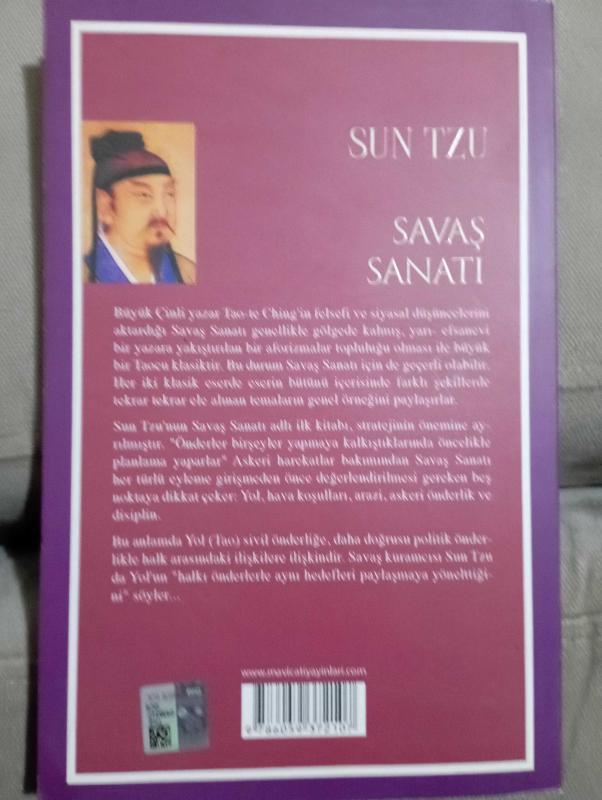 SUN TZU
SAVAŞ
SANATI
Büyük Çinli yazar Tao-te Ching'in felsefi ve siyasal düşüncelerini
aktardığı Savaş Sanatı genellikle gölgede kalmış, yarı- efsanevi
bir yazara yakıştırılan bir aforizmalar topluluğu olması ile büyük
bir Taocu klasiktir. Bu durum Savaş Sanatı için de geçerli olabilir.
Her iki klasik eserde eserin bütünü içerisinde farklı şekillerde
tekrar tekrar ele alınan temaların genel örneğini paylaşırlar.
Sun Tzu'nun Savaş Sanatı adlı ilk kitabı, stratejinin önemine ay-
rılmıştır. "Önderler birşeyler yapmaya kalkıştıklarında öncelikle
planlama yaparlar" Askeri harekatlar bakımından Savaş Sanatı
her türlü eyleme girişmeden önce değerlendirilmesi gereken beş
noktaya dikkat çeker: Yol, hava koşulları, arazi, askeri önderlik ve
disiplin.
Bu anlamda Yol (Tao) sivil önderliğe, daha doğrusu politik önder-
likle halk arasındaki ilişkilere ilişkindir. Savaş kuramcısı Sun Tzu
da Yol'un "halkı önderlerle aynı hedefleri paylaşmaya yönelttiği-
ni" söyler...
www.mavicatiyayinlari.com